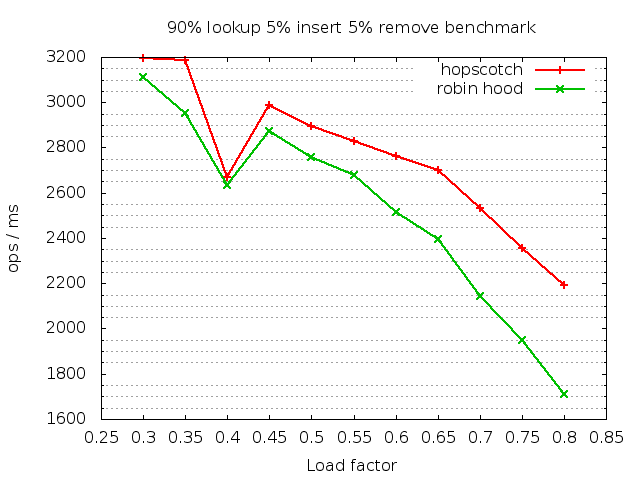 90% lookup 5% insert 5% remove benchmark
3200
3000
2800
2600
2400
2200
2000
1800
1600
ops / ms
hopscotch
robin hood
0.25 0.3 0.35 0.4 0.45 0.5 0.55 0.6 0.65 0.7 0.75 0.8 0.85
Load factor